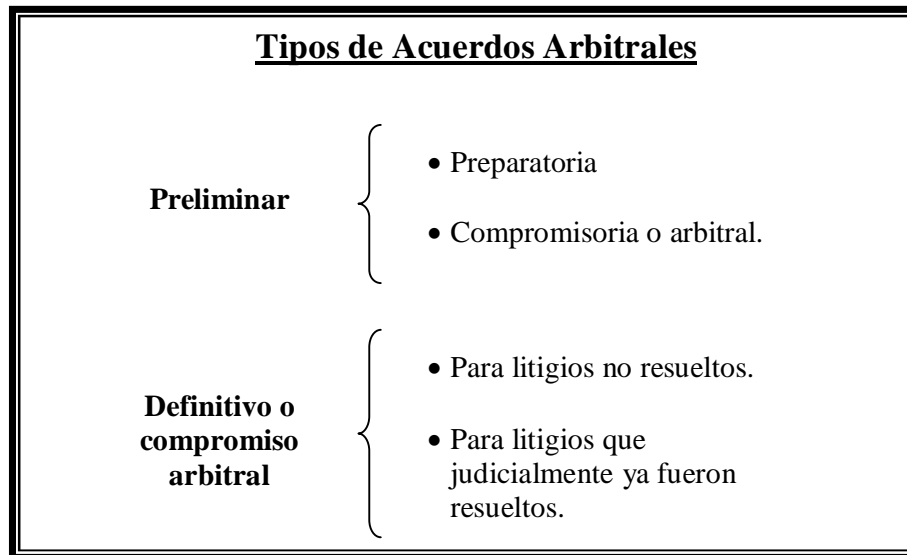 Tipos de Acuerdos Arbitrales
Preliminar
• Preparatoria
• Compromisoria o arbitral.
Definitivo o
compromiso
arbitral
• Para litigios no resueltos.
• Para litigios que
judicialmente ya fueron
resueltos.